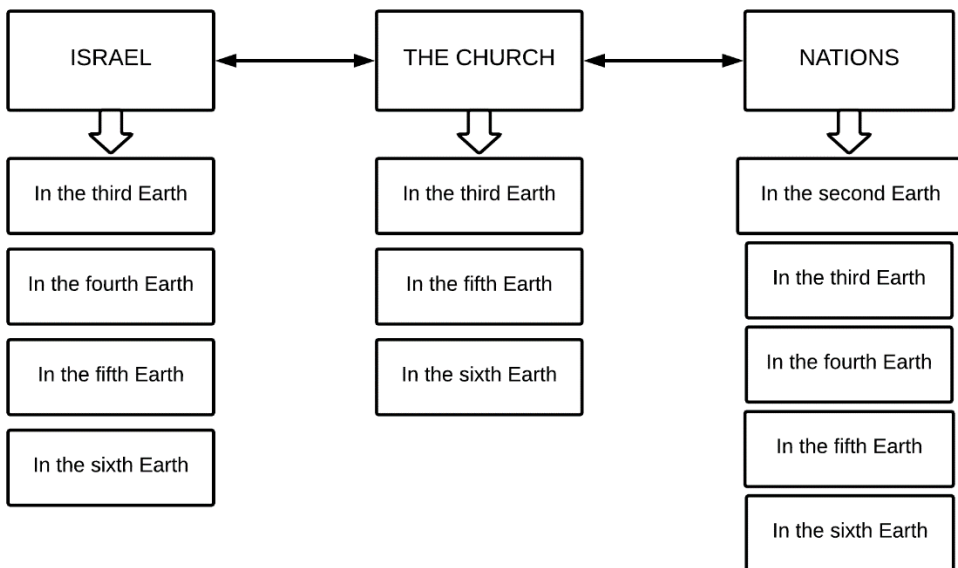 ISRAEL
In the third Earth
In the fourth Earth
In the fifth Earth
In the sixth Earth
THE CHURCH
In the third Earth
In the fifth Earth
In the sixth Earth
NATIONS
In the second Earth
In the third Earth
In the fourth Earth
In the fifth Earth
In the sixth Earth